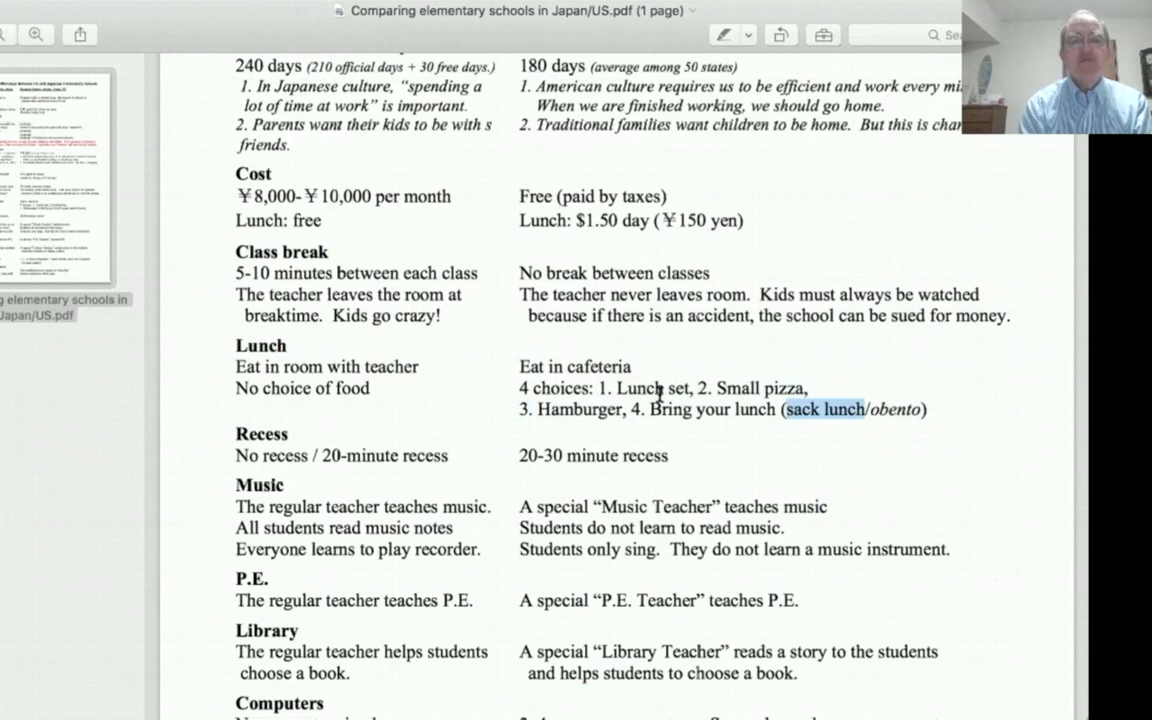 Comparing elementary schools in Japan/US.pdf (1 page)
240 days (210 official days + 30 free days.)
180 days (average among 50 states)
1. In Japanese culture, “spending a
lot of time at work” is important.
2. Parents want their kids to be with s
friends.
1. American culture requires us to be efficient and work every
When we are finished working, we should go home.
2. Traditional families want children to be home. But this is
Cost
¥8,000-¥10,000 per month
Free (paid by taxes)
Lunch: free
Lunch: $1.50 day (¥150 yen)
Class break
5-10 minutes between each class
No break between classes
The teacher leaves the room at
breaktime. Kids go crazy!
The teacher never leaves room. Kids must always be watched
because if there is an accident, the school can be sued for money.
Lunch
Eat in room with teacher
Eat in cafeteria
No choice of food
4 choices: 1. Lunch set, 2. Small pizza,
3. Hamburger, 4. Bring your lunch (sack lunch/obento)
Recess
No recess / 20-minute recess
20-30 minute recess
Music
The regular teacher teaches music.
A special “Music Teacher” teaches music
All students read music notes
Students do not learn to read music.
Everyone learns to play recorder.
Students only sing. They do not learn a music instrument.
P.E.
The regular teacher teaches P.E.
A special “P.E. Teacher” teaches P.E.
Library
The regular teacher helps students
choose a book.
A special “Library Teacher” reads a story to the students
and helps students to choose a book.
Computers
g elementary schools in
Japan/US.pdf